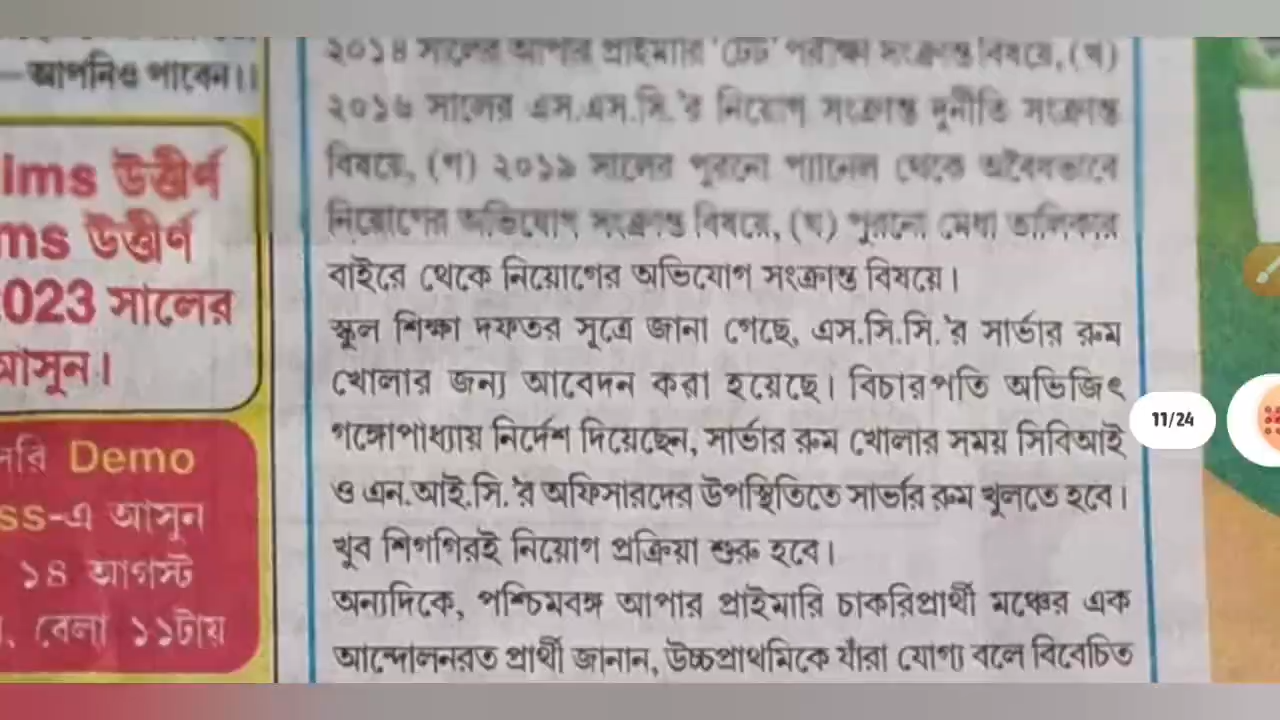 —আপনিও পাবেন।।
lms উত্তীর্ণ
ms উত্তীর্ণ
2023 সালের
আসুন।
Demo
ss-এ আসুন
১৪ আগস্ট
বেলা ১১টায়
২০১৪ সালের আপার প্রাইমারি 'টেট' পরীক্ষা সংক্রান্ত বিষয়ে, (খ)
২০১৬ সালের এস.এস.সি.'র নিয়োগ সংক্রান্ত দুর্নীতি সংক্রান্ত
বিষয়ে, (গ) ২০১৯ সালের পুরনো প্যানেল থেকে অবৈধভাবে
নিয়োগের অভিযোগ সংক্রান্ত বিষয়ে, (ঘ) পুরনো মেধা তালিকার
বাইরে থেকে নিয়োগের অভিযোগ সংক্রান্ত বিষয়ে।
স্কুল শিক্ষা দফতর সূত্রে জানা গেছে, এস.সি.সি.'র সার্ভার রুম
খোলার জন্য আবেদন করা হয়েছে। বিচারপতি অভিজিৎ
গঙ্গোপাধ্যায় নির্দেশ দিয়েছেন, সার্ভার রুম খোলার সময় সিবিআই
ও এন.আই.সি.'র অফিসারদের উপস্থিতিতে সার্ভার রুম খুলতে হবে।
খুব শিগগিরই নিয়োগ প্রক্রিয়া শুরু হবে।
অন্যদিকে, পশ্চিমবঙ্গ আপার প্রাইমারি চাকরিপ্রার্থী মঞ্চের এক
আন্দোলনরত প্রার্থী জানান, উচ্চপ্রাথমিকে যাঁরা যোগ্য বলে বিবেচিত
11/24